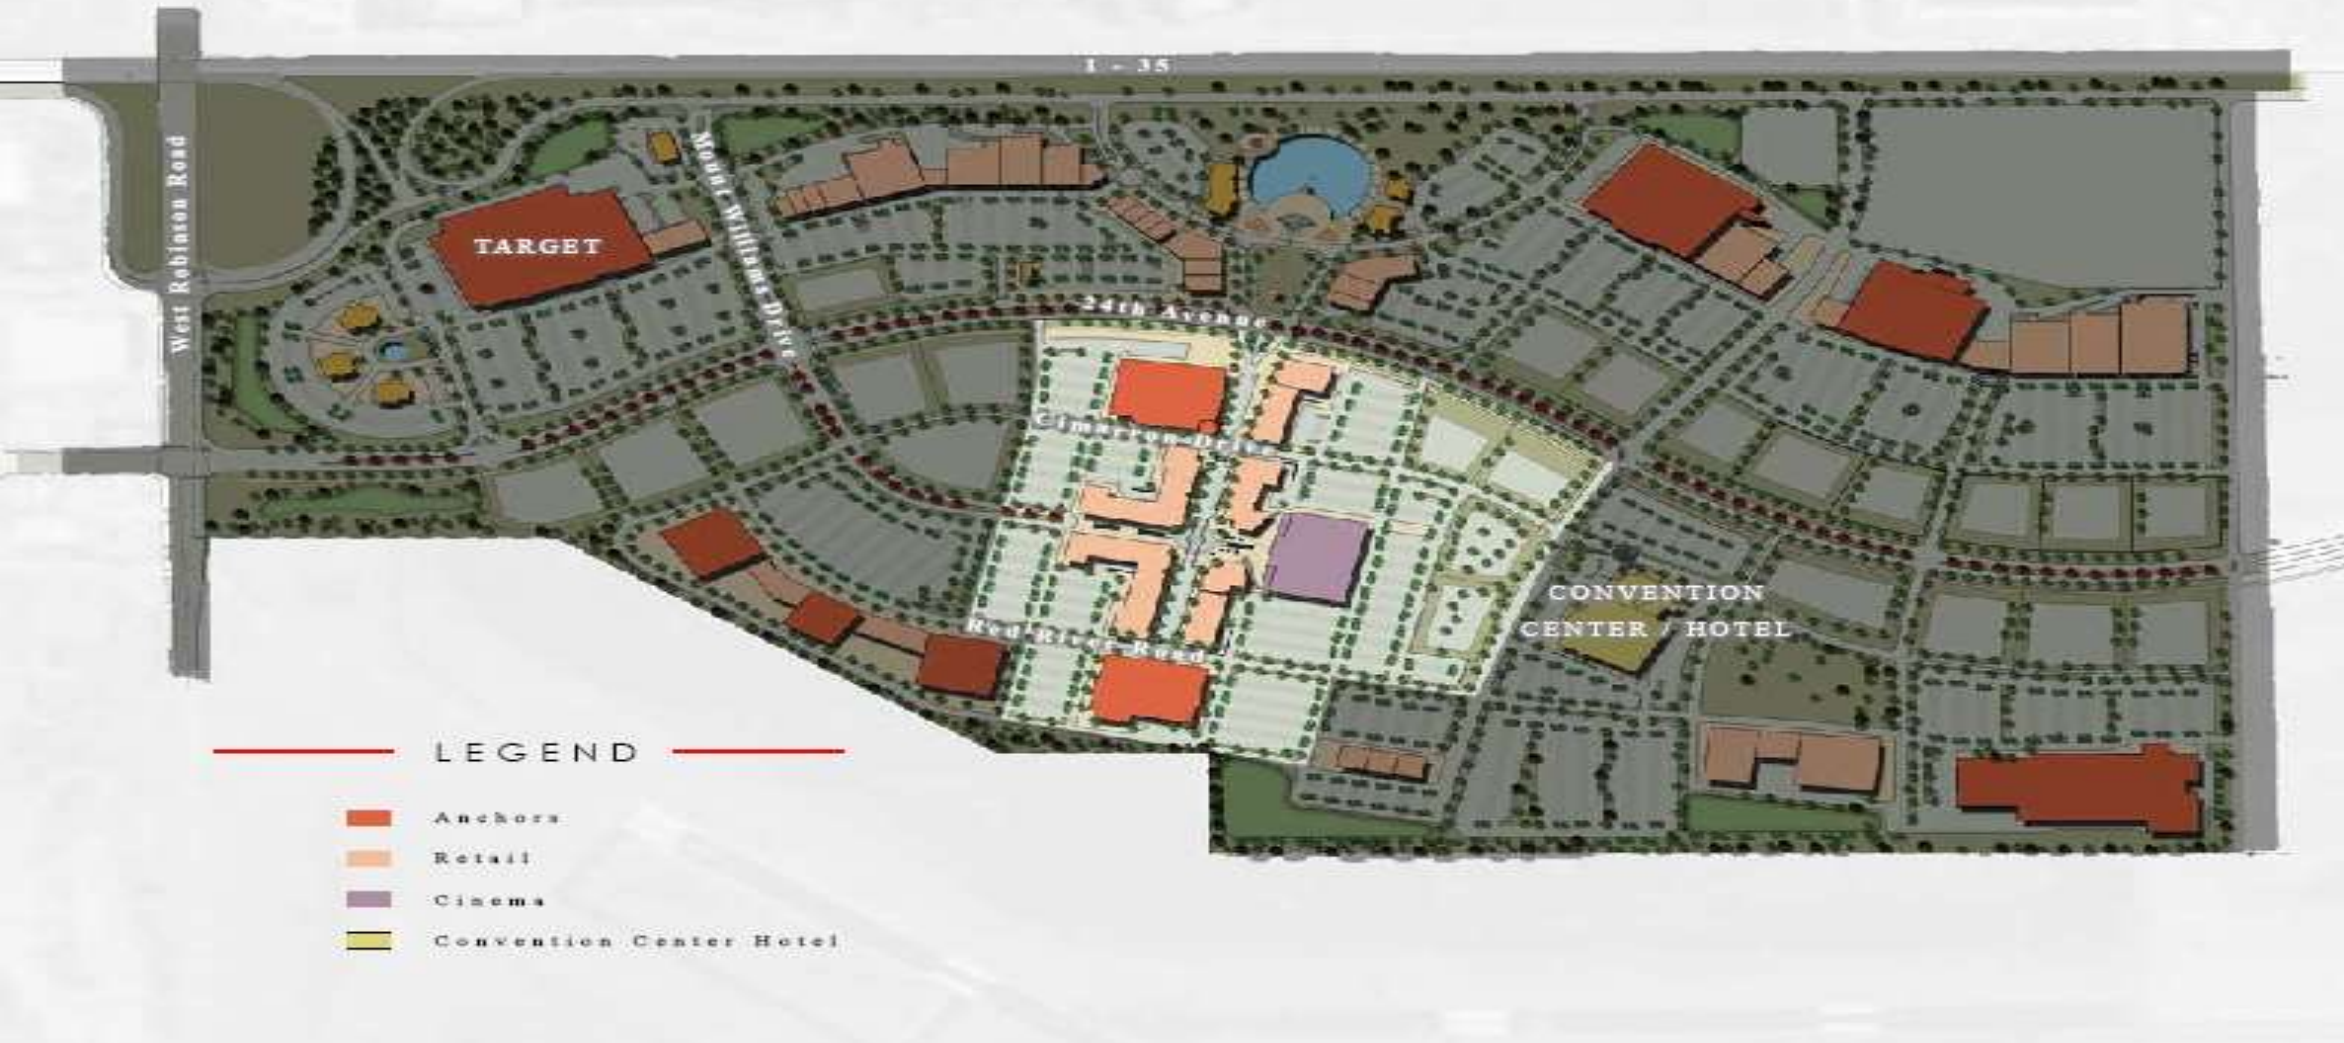 1 - 35
West Robinson Road
Mount Williams Drive
TARGET
24th Avenue
Cimarron Drive
CONVENTION
CENTER / HOTEL
Red River Road
LEGEND
Anchors
Retail
Cinema
Convention Center Hotel